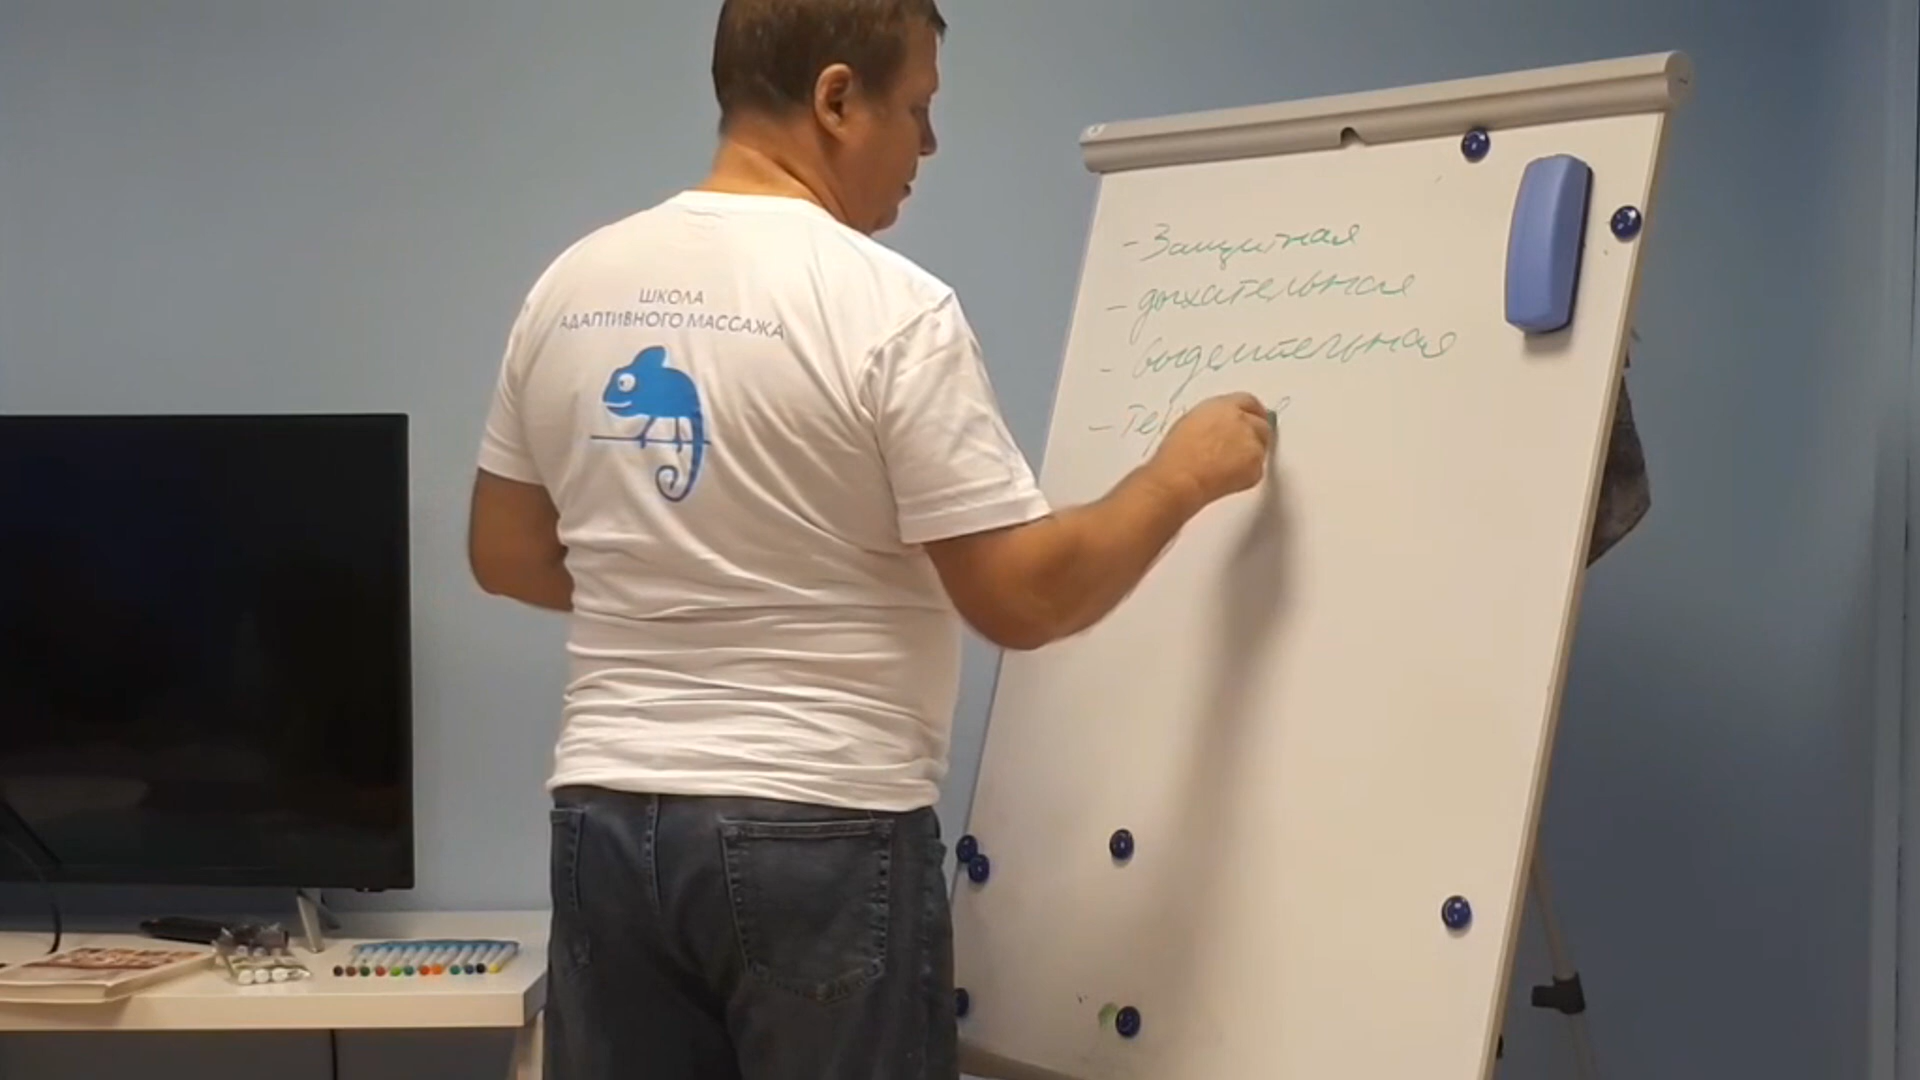 ШКОЛА
АДАПТИВНОГО МАССАЖА
- Защитная
- дыхательная
- выделительная
-